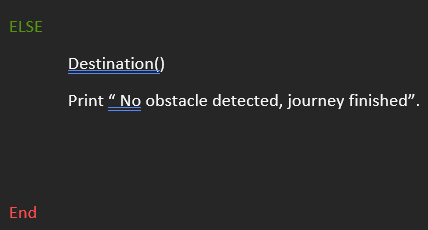 ELSE
Destination()
Print “ No obstacle detected, journey finished”.
End